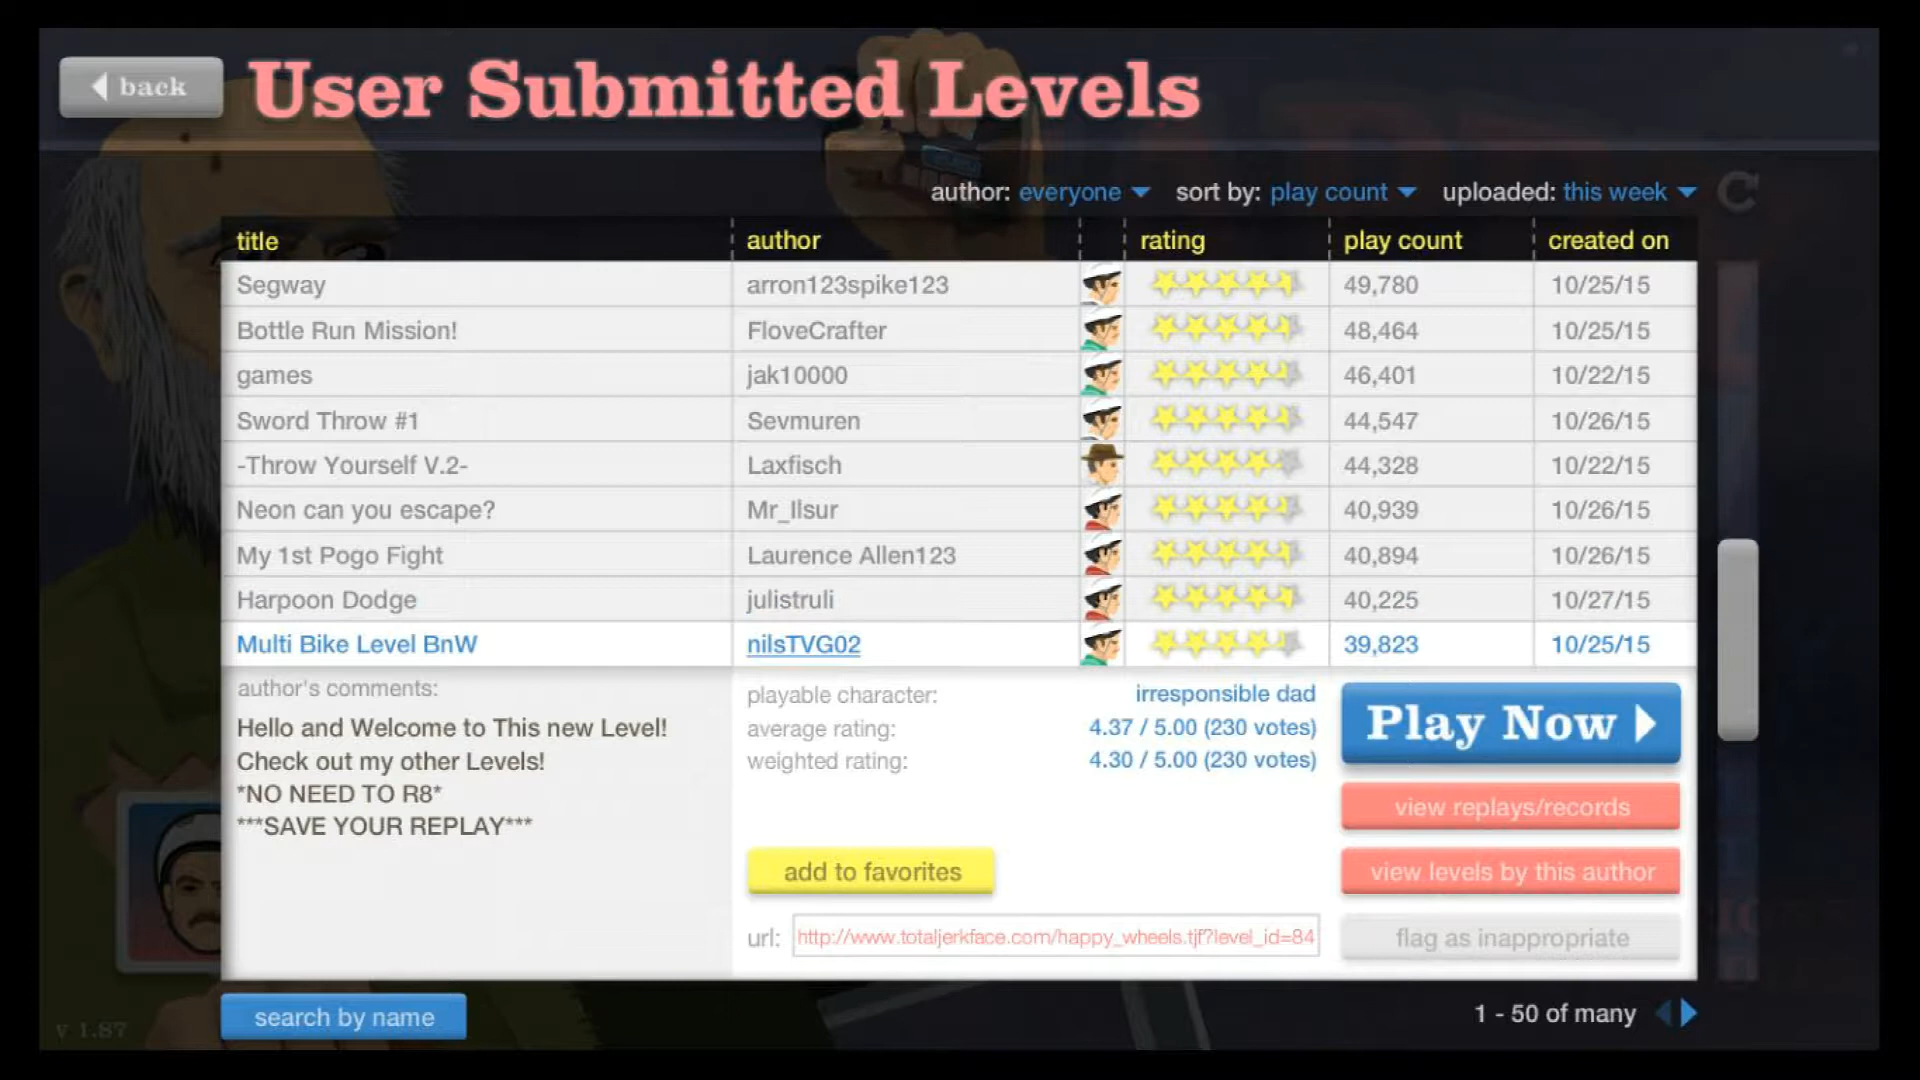 back
User Submitted Levels
author: everyone sort by: play count uploaded: this week
title author rating play count created on
Segway arron123spike123 49,780 10/25/15
Bottle Run Mission! FloveCrafter 48,464 10/25/15
games jak10000 46,401 10/22/15
Sword Throw #1 Sevmuren 44,547 10/26/15
-Throw Yourself V.2- Laxfisch 44,328 10/22/15
Neon can you escape? Mr_Ilsur 40,939 10/26/15
My 1st Pogo Fight Laurence Allen123 40,894 10/26/15
Harpoon Dodge julistruli 40,225 10/27/15
Multi Bike Level BnW nilsTVG02 39,823 10/25/15
author's comments:
Hello and Welcome to This new Level!
Check out my other Levels!
*NO NEED TO R8*
***SAVE YOUR REPLAY***
playable character: irresponsible dad
average rating: 4.37 / 5.00 (230 votes)
weighted rating: 4.30 / 5.00 (230 votes)
Play Now
view replays/records
add to favorites
view levels by this author
url: http://www.totaljerkface.com/happy_wheels.tjf?level_id=84
flag as inappropriate
search by name
1 - 50 of many
v 1.87